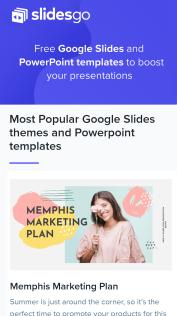 slidesgo
Free Google Slides and
PowerPoint templates to boost
your presentations
Most Popular Google Slides
themes and Powerpoint
templates
MEMPHIS
MARKETING
PLAN
Memphis Marketing Plan
Summer is just around the corner, so it's the
perfect time to promote your products for this